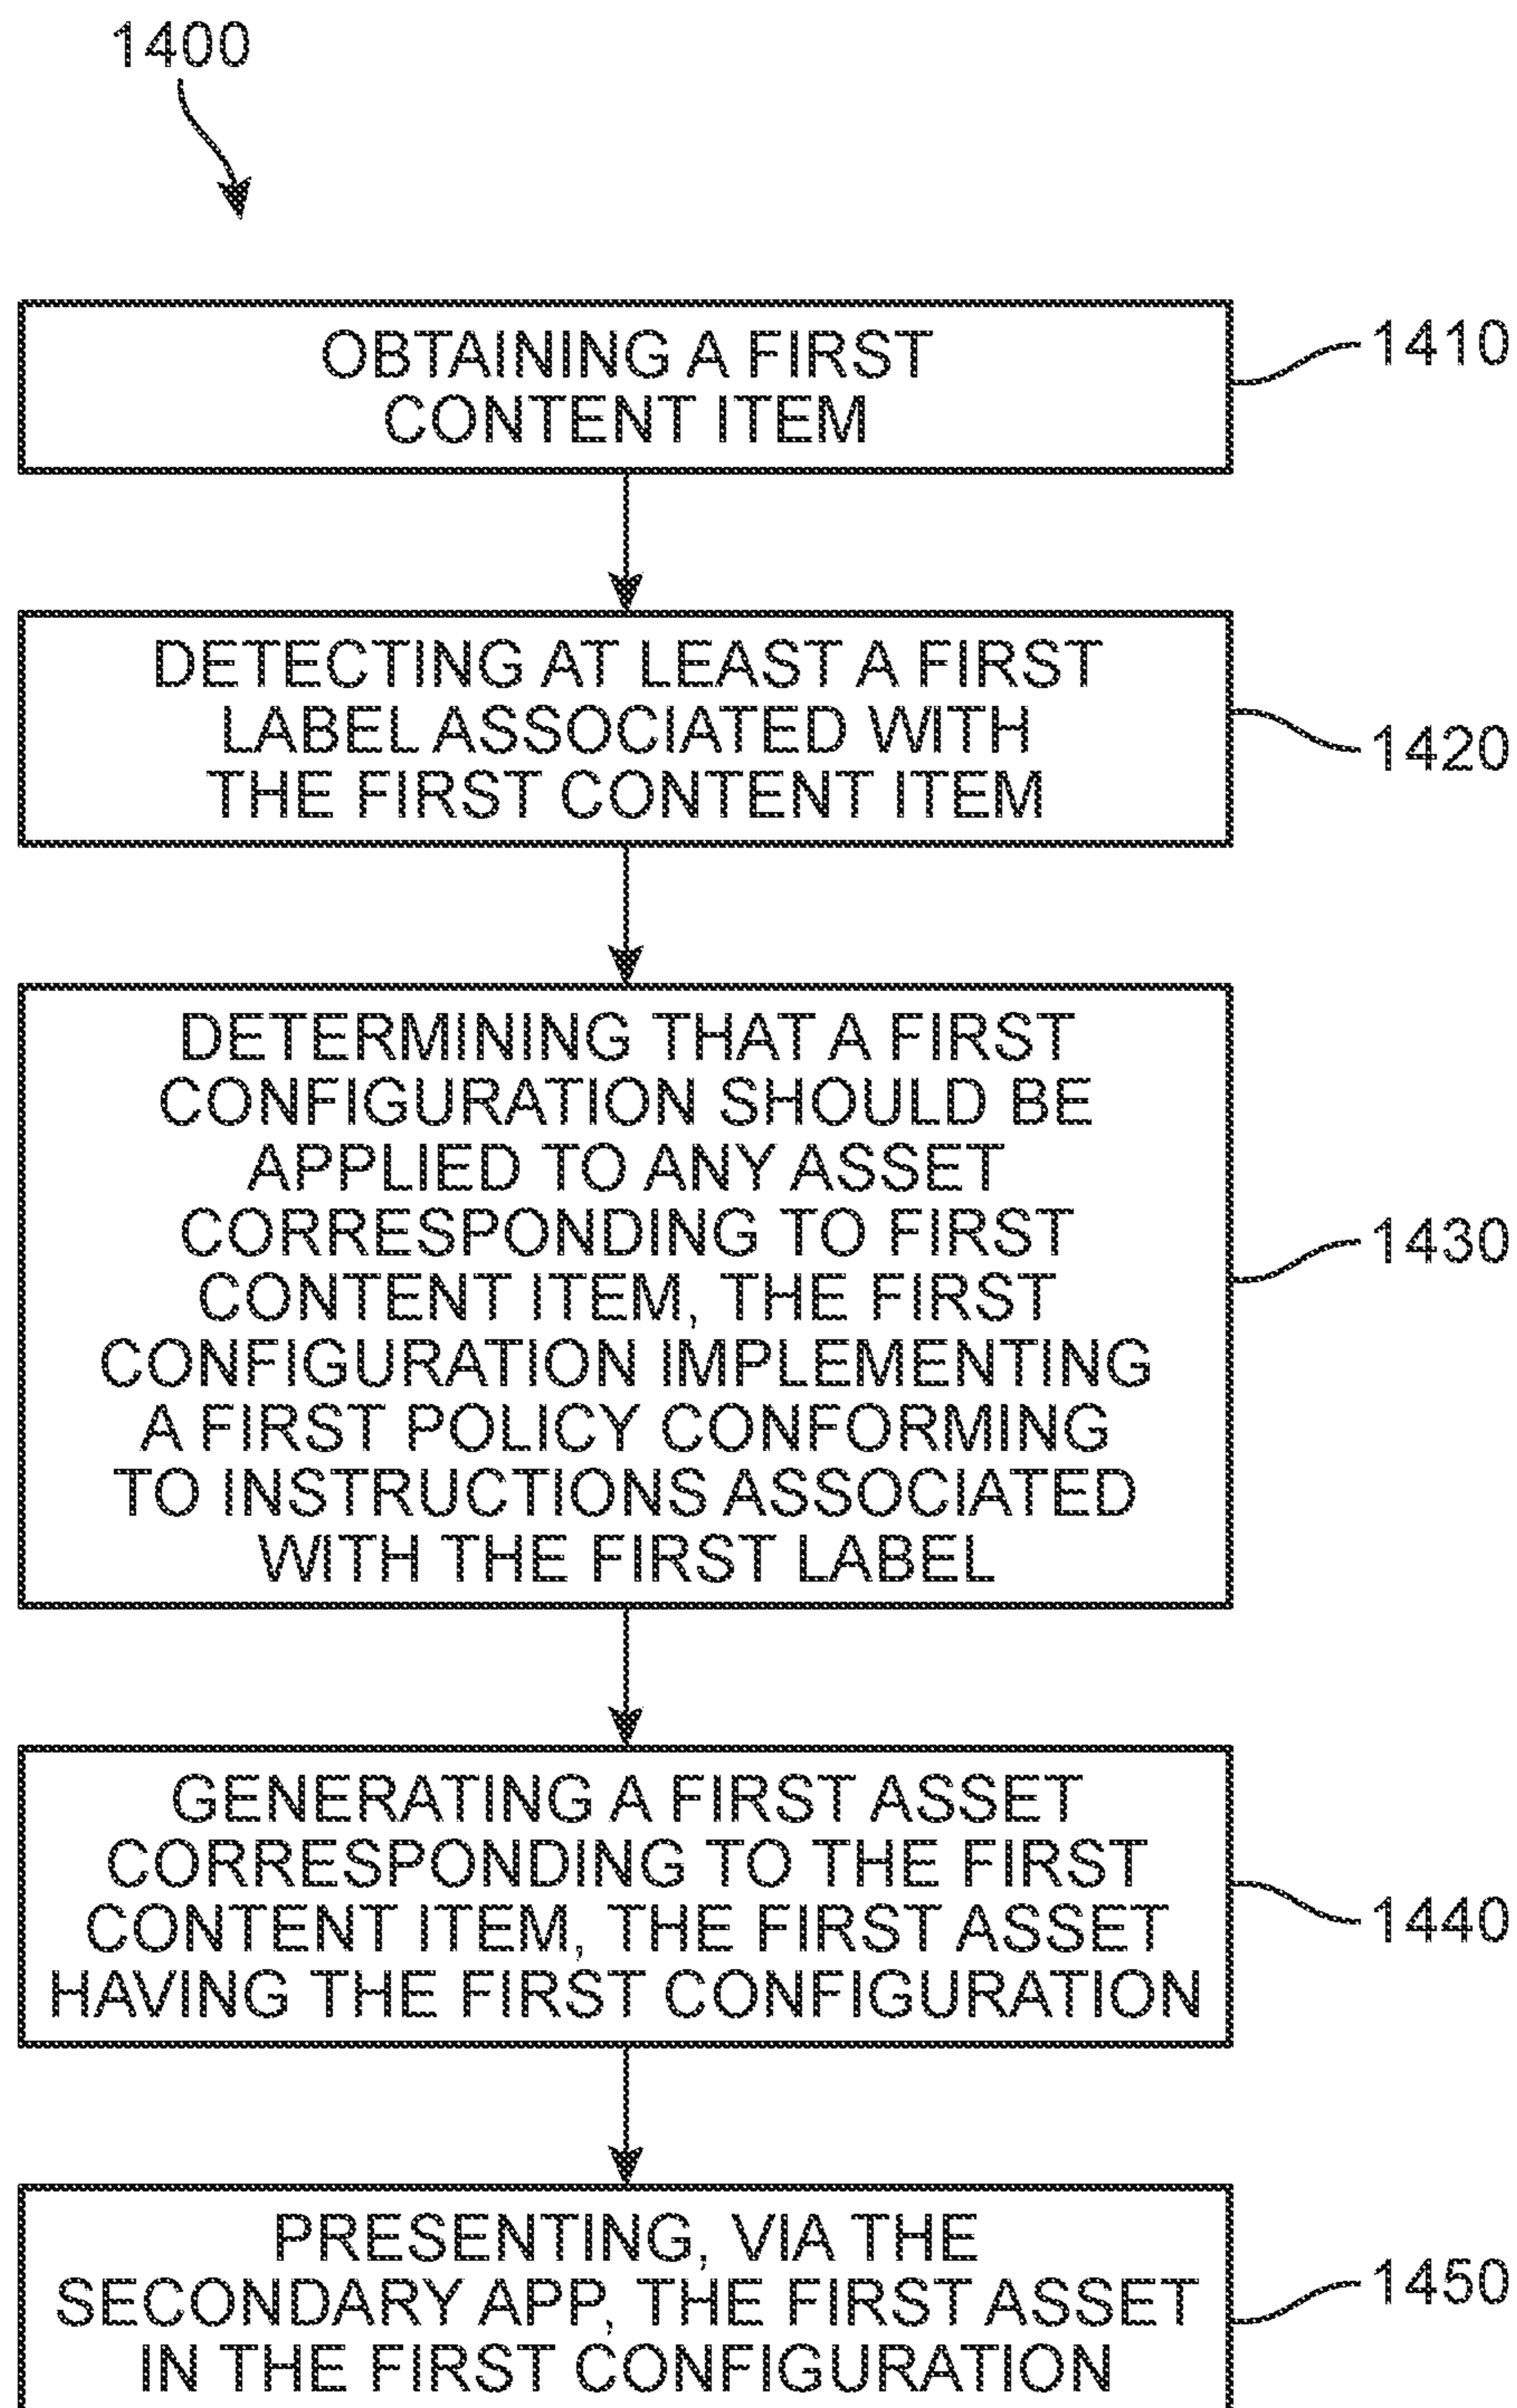 1400
OBTAINING A FIRST
CONTENT ITEM
1410
DETECTING AT LEAST A FIRST
LABEL ASSOCIATED WITH
THE FIRST CONTENT ITEM
1420
DETERMINING THAT A FIRST
CONFIGURATION SHOULD BE
APPLIED TO ANY ASSET
CORRESPONDING TO FIRST
CONTENT ITEM, THE FIRST
CONFIGURATION IMPLEMENTING
A FIRST POLICY CONFORMING
TO INSTRUCTIONS ASSOCIATED
WITH THE FIRST LABEL
1430
GENERATING A FIRST ASSET
CORRESPONDING TO THE FIRST
CONTENT ITEM, THE FIRST ASSET
HAVING THE FIRST CONFIGURATION
1440
PRESENTING, VIA THE
SECONDARY APP, THE FIRST ASSET
IN THE FIRST CONFIGURATION
1450